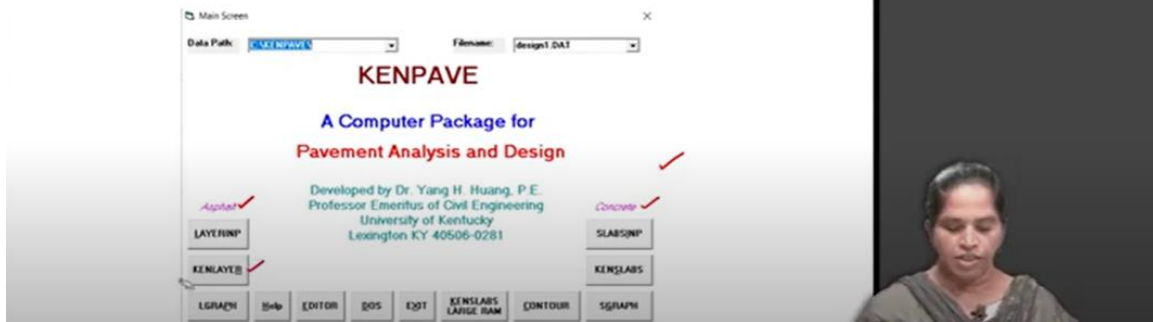 Main Screen
Data Path: C:\KENPAVE\ Filename: design1.DAT
KENPAVE
A Computer Package for
Pavement Analysis and Design
Developed by Dr. Yang H. Huang, P.E.
Professor Emeritus of Civil Engineering
University of Kentucky
Lexington KY 40506-0281
Asphalt Concrete
LAYERINP SLABSINP
KENLAYER KENSLABS
LGRAPH Help EDITOR DOS EXIT KENSLABS LARGE RAM CONTOUR SGRAPH